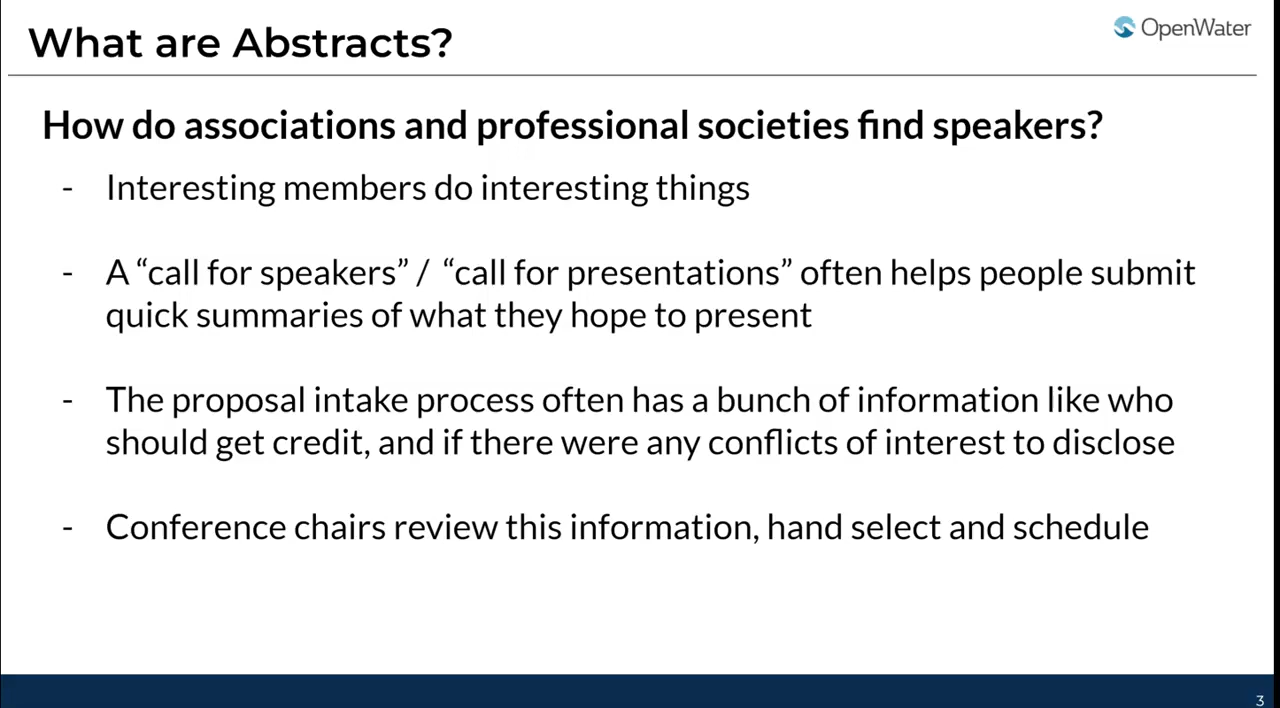 What are Abstracts?
OpenWater
How do associations and professional societies find speakers?
- Interesting members do interesting things
- A “call for speakers” / “call for presentations” often helps people submit
quick summaries of what they hope to present
- The proposal intake process often has a bunch of information like who
should get credit, and if there were any conflicts of interest to disclose
- Conference chairs review this information, hand select and schedule
3